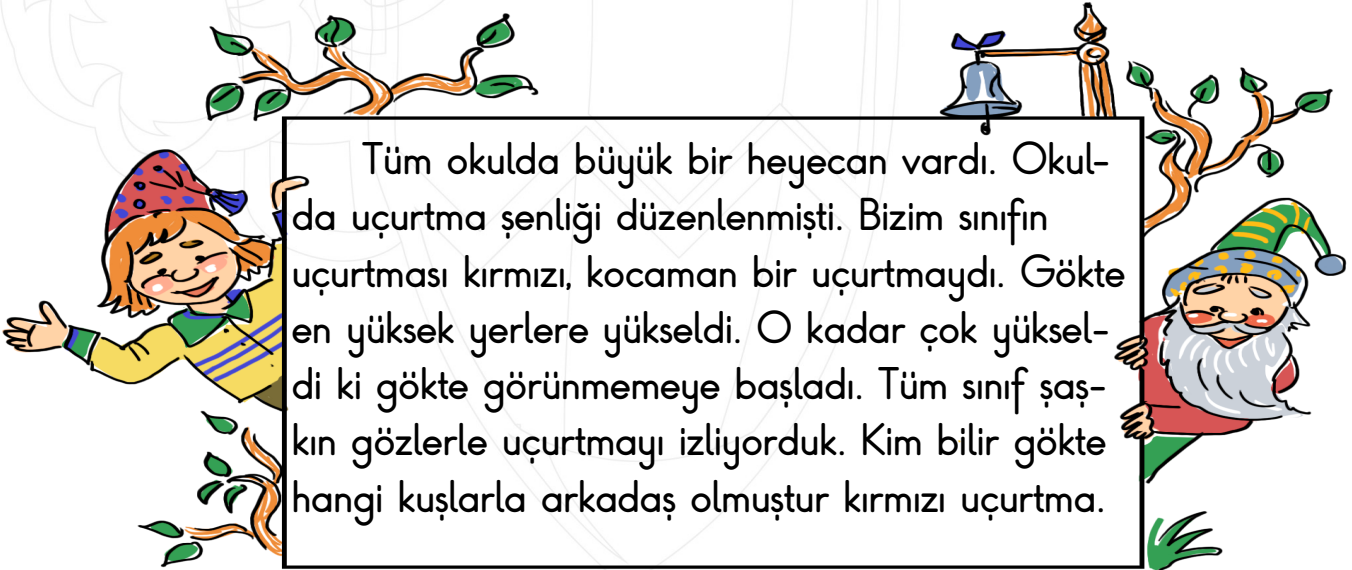 Tüm okulda büyük bir heyecan vardı. Okul-
da uçurtma şenliği düzenlenmişti. Bizim sınıfın
uçurtması kırmızı, kocaman bir uçurtmaydı. Gökte
en yüksek yerlere yükseldi. O kadar çok yüksel-
di ki gökte görünmemeye başladı. Tüm sınıf şaş-
kın gözlerle uçurtmayı izliyorduk. Kim bilir gökte
hangi kuşlarla arkadaş olmuştur kırmızı uçurtma.